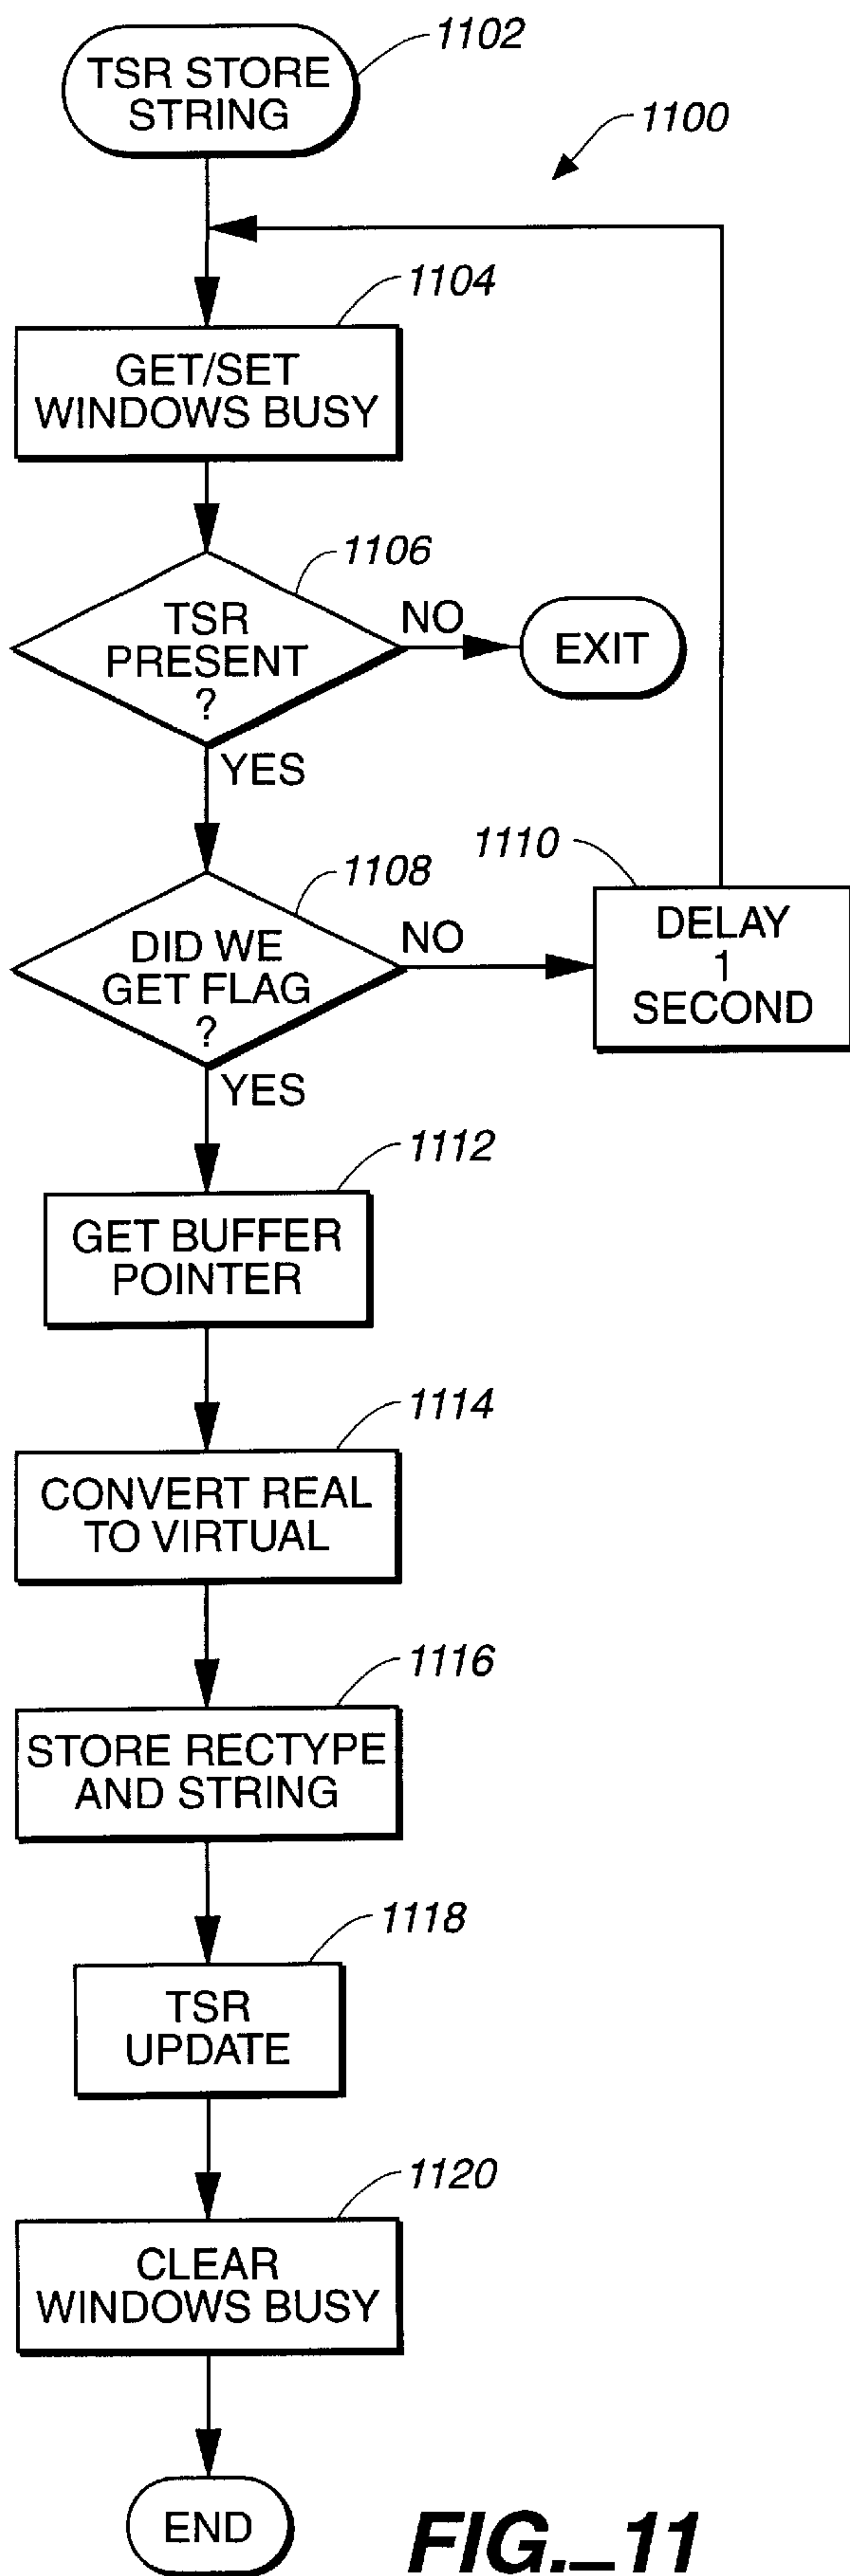 TSR STORE
STRING
1102
1100
1104
GET/SET
WINDOWS BUSY
1106
TSR
PRESENT
?
NO
EXIT
YES
1108
DID WE
GET FLAG
?
NO
1110
DELAY
1
SECOND
YES
1112
GET BUFFER
POINTER
1114
CONVERT REAL
TO VIRTUAL
1116
STORE RECTYPE
AND STRING
1118
TSR
UPDATE
1120
CLEAR
WINDOWS BUSY
END
FIG._11